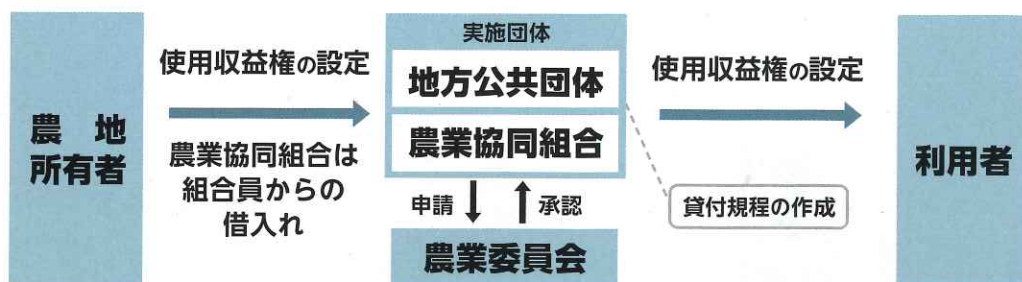 農地
所有者
使用収益権の設定
農業協同組合は
組合員からの
借入れ
実施団体
地方公共団体
農業協同組合
申請
承認
農業委員会
使用収益権の設定
貸付規程の作成
利用者